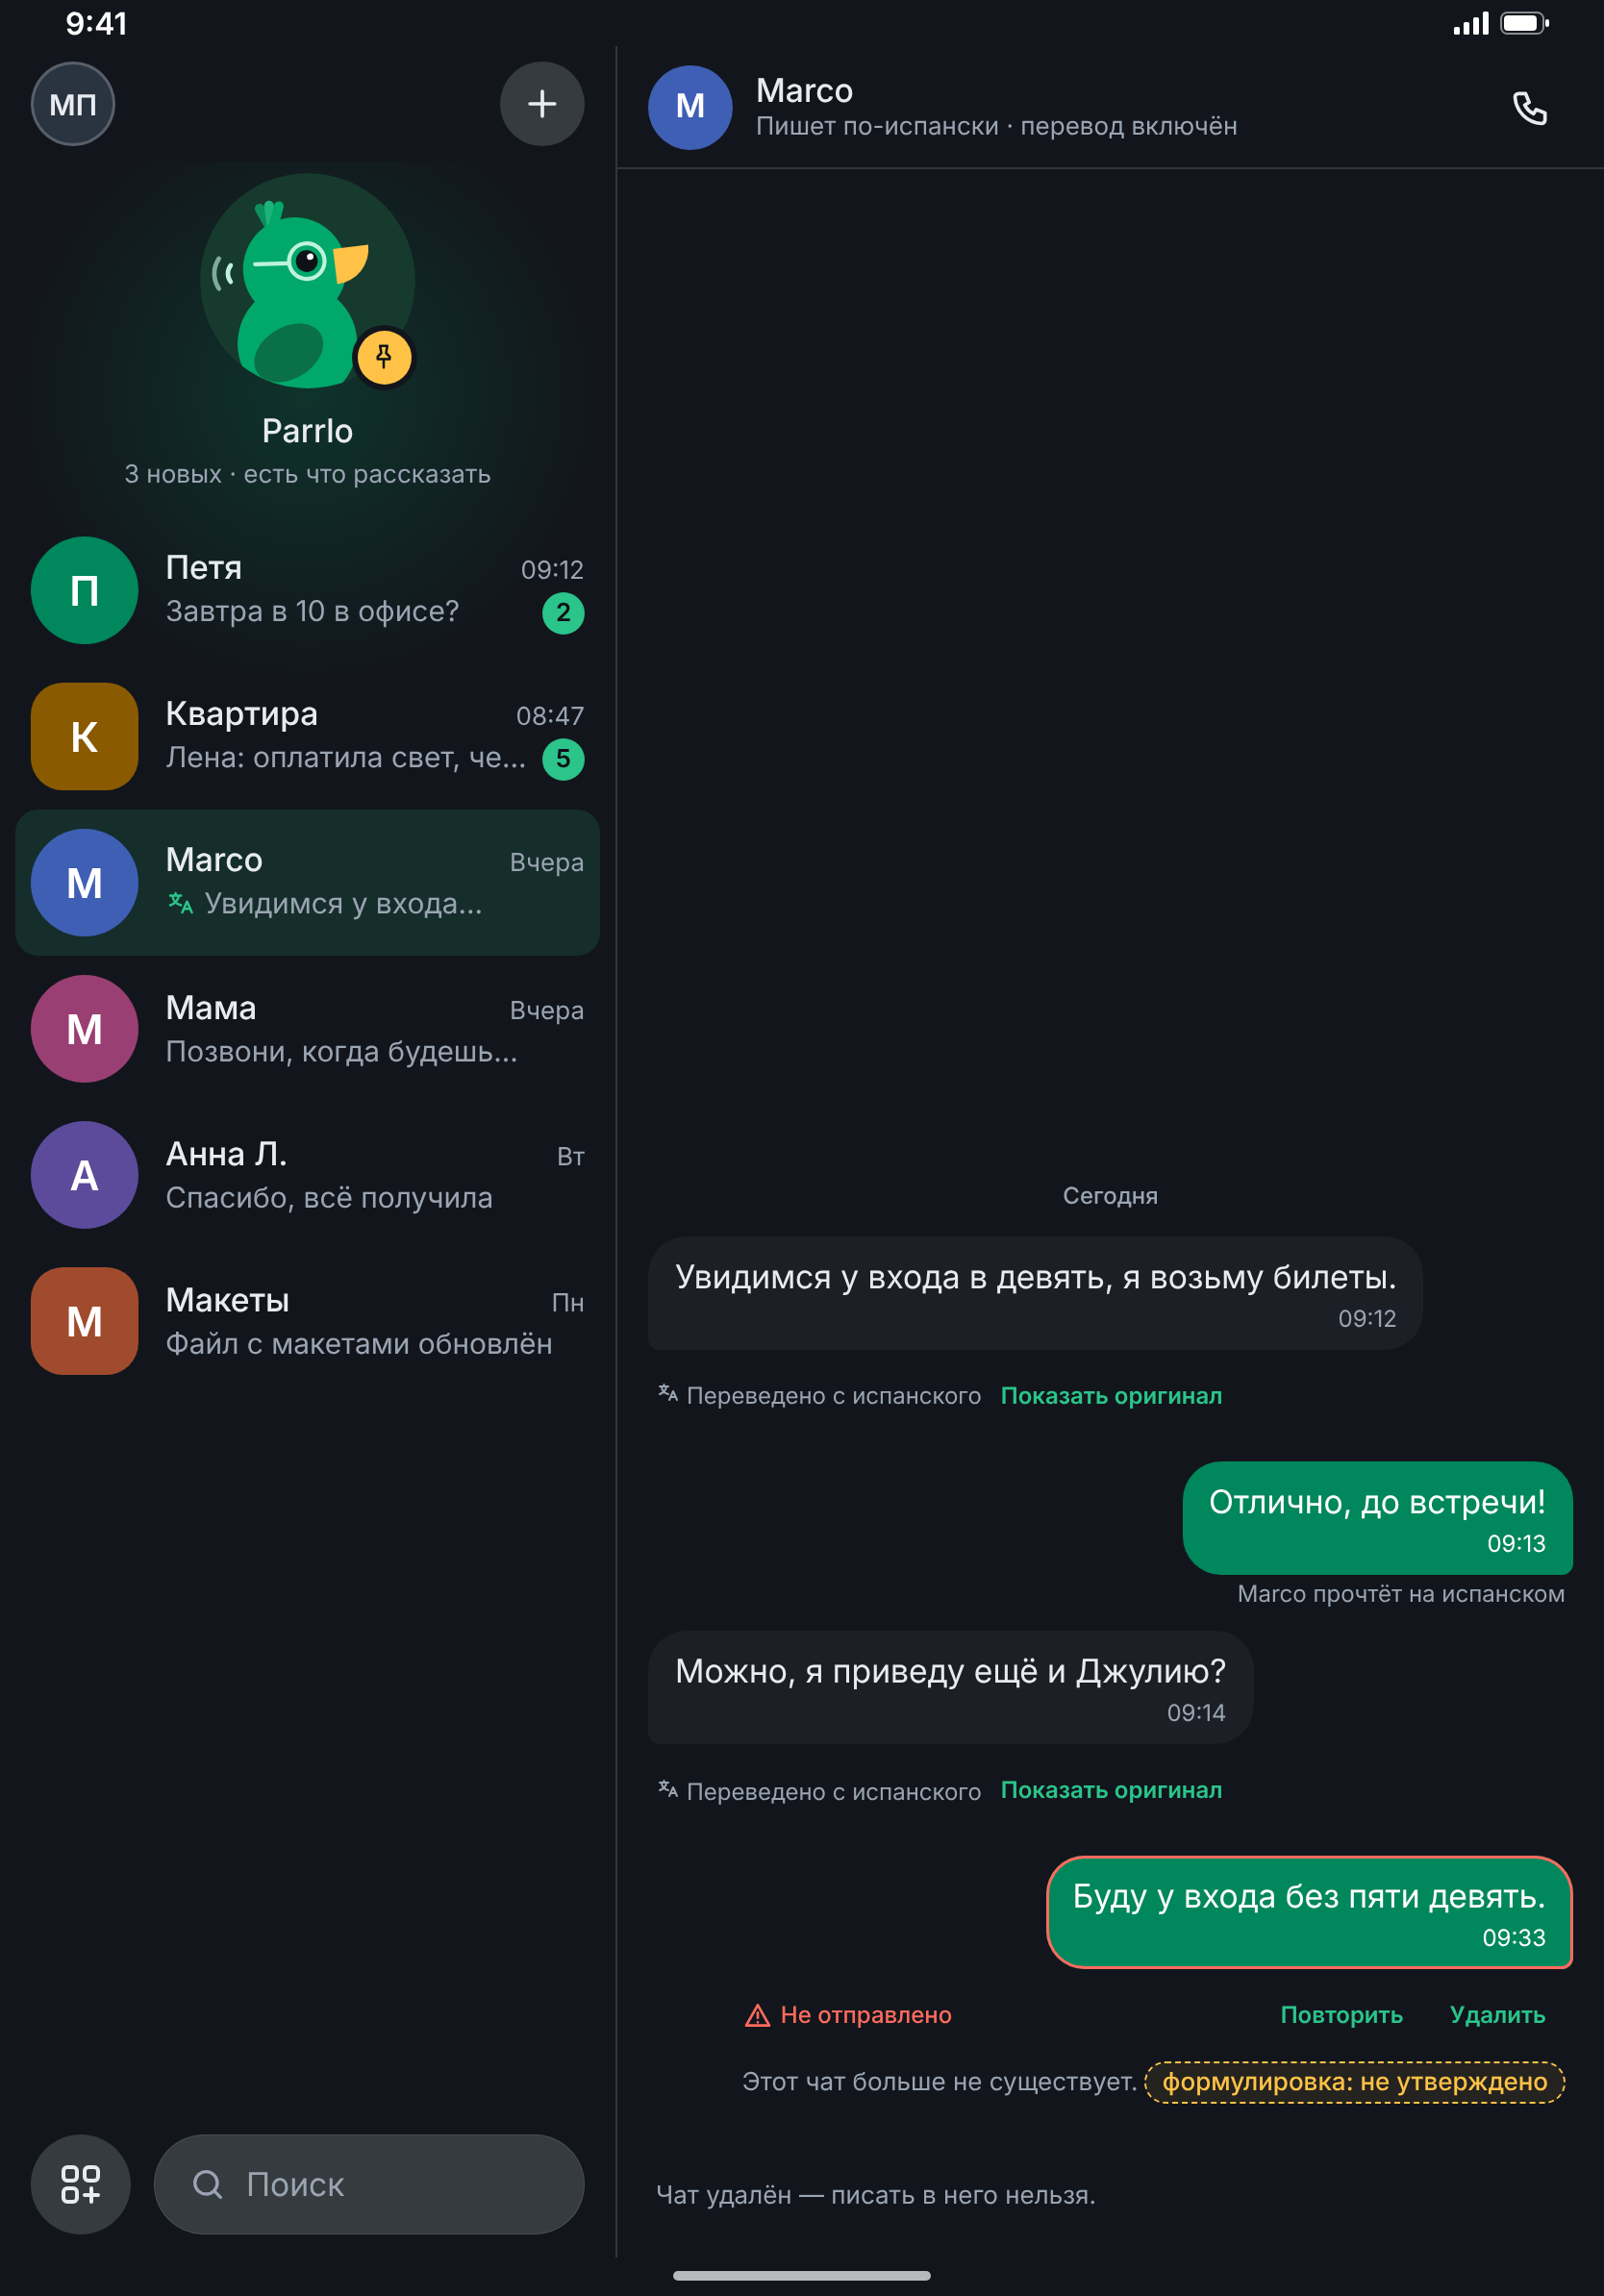 9:41
МП
Parrlo
3 новых · есть что рассказать
П
Петя
09:12
Завтра в 10 в офисе?
2
К
Квартира
08:47
Лена: оплатила свет, че…
5
M
Marco
Вчера
Увидимся у входа…
М
Мама
Вчера
Позвони, когда будешь…
А
Анна Л.
Вт
Спасибо, всё получила
М
Макеты
Пн
Файл с макетами обновлён
Поиск
M
Marco
Пишет по-испански · перевод включён
Сегодня
Увидимся у входа в девять, я возьму билеты.
09:12
Переведено с испанского Показать оригинал
Отлично, до встречи!
09:13
Marco прочтёт на испанском
Можно, я приведу ещё и Джулию?
09:14
Переведено с испанского Показать оригинал
Буду у входа без пяти девять.
09:33
Не отправлено Повторить Удалить
Этот чат больше не существует. формулировка: не утверждено
Чат удалён — писать в него нельзя.